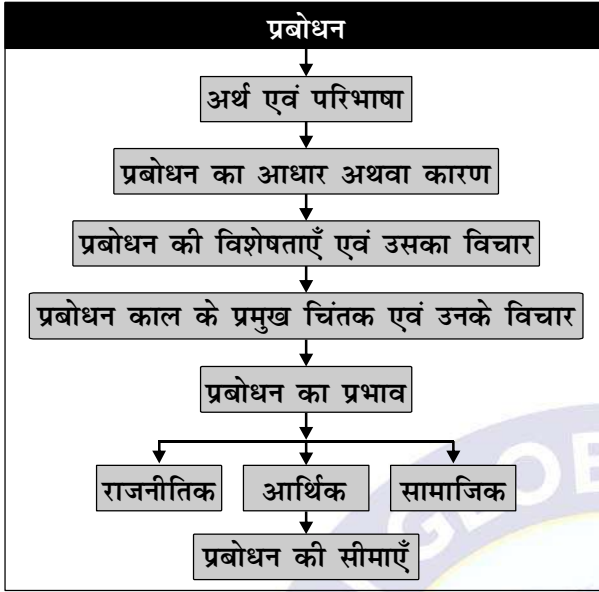 प्रबोधन
अर्थ एवं परिभाषा
प्रबोधन का आधार अथवा कारण
प्रबोधन की विशेषताएँ एवं उसका विचार
प्रबोधन काल के प्रमुख चिंतक एवं उनके विचार
प्रबोधन का प्रभाव
राजनीतिक आर्थिक सामाजिक
प्रबोधन की सीमाएँ
GLOB